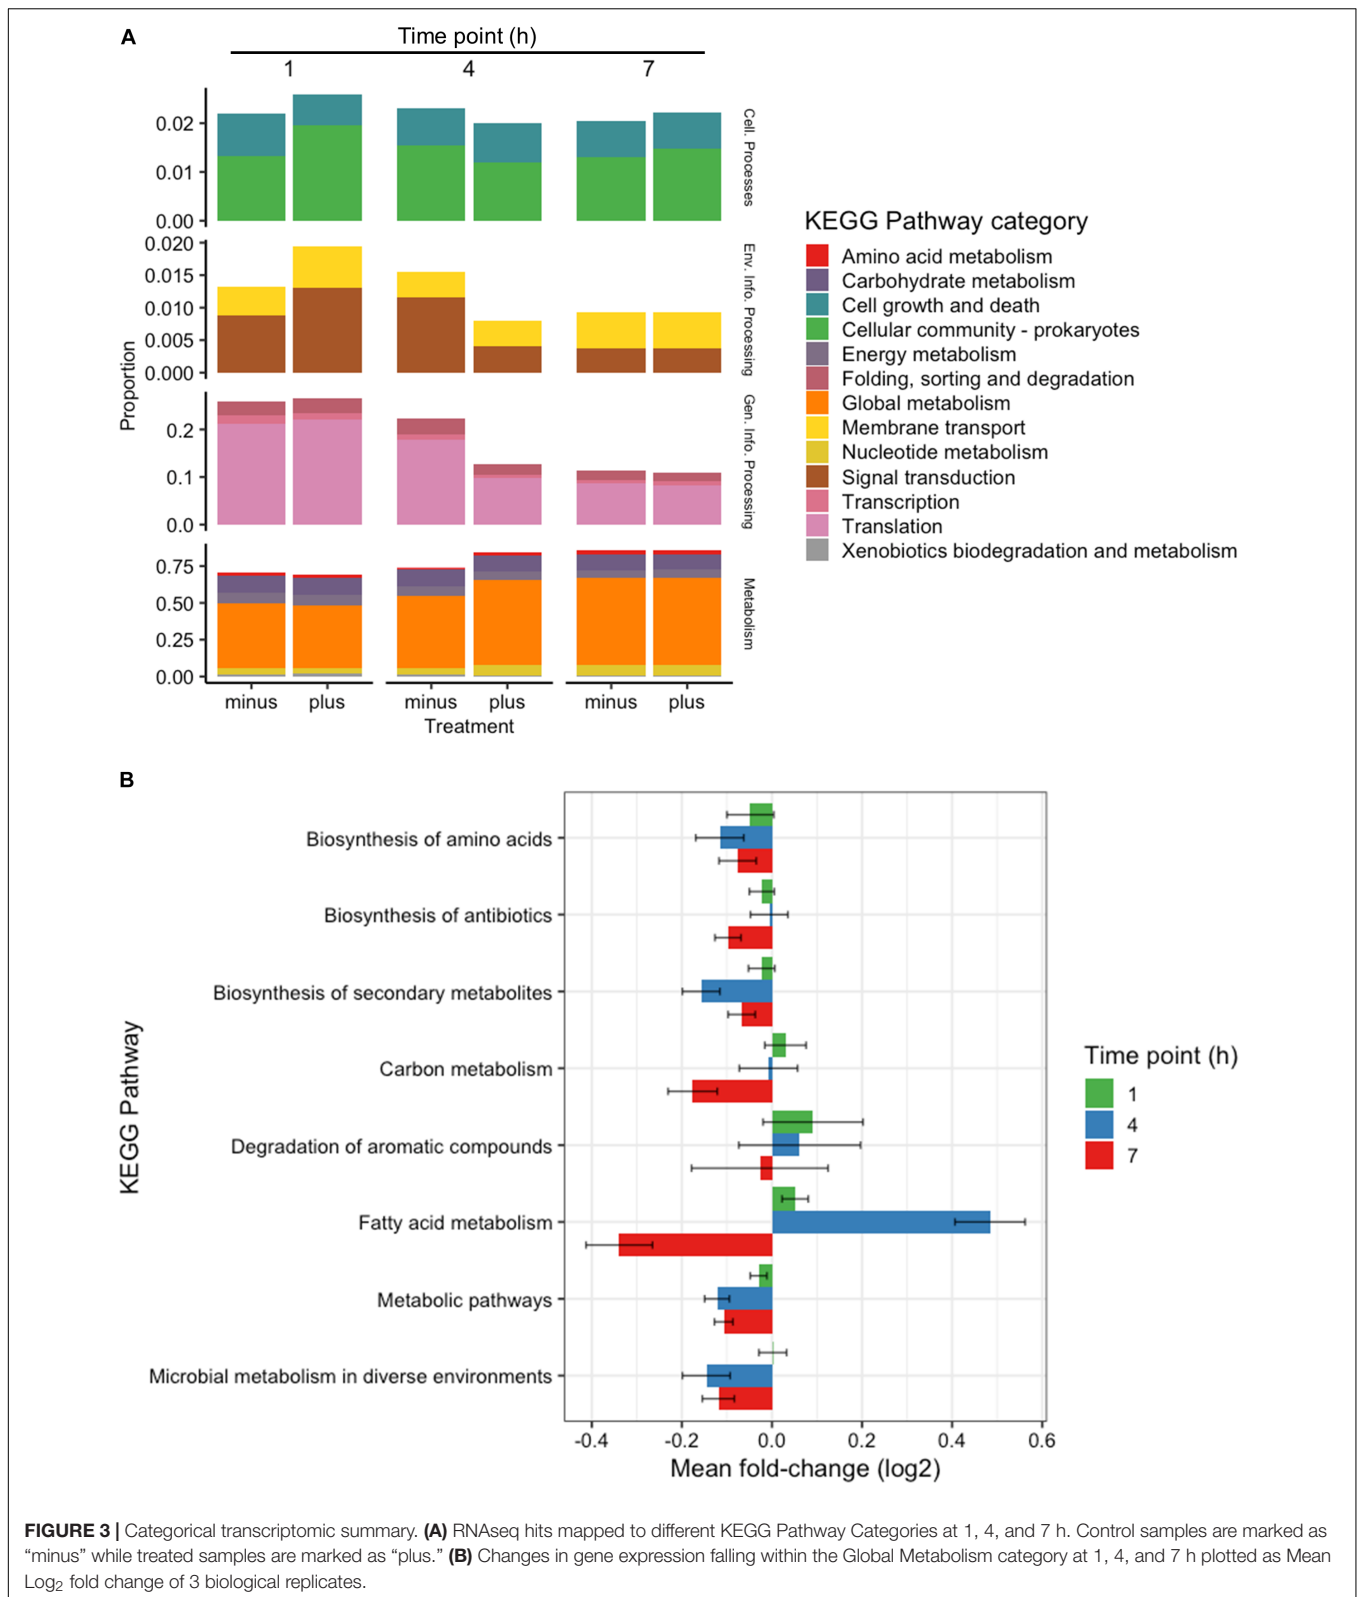 A
Time point (h)
1 4 7
Proportion
0.02
0.01
0.00
Cell. Processes
0.020
0.015
0.010
0.005
0.000
Env. Info. Processing
0.2
0.1
0.0
Gen. Info. Processing
0.75
0.50
0.25
0.00
Metabolism
minus plus minus plus minus plus
Treatment
KEGG Pathway category
Amino acid metabolism
Carbohydrate metabolism
Cell growth and death
Cellular community - prokaryotes
Energy metabolism
Folding, sorting and degradation
Global metabolism
Membrane transport
Nucleotide metabolism
Signal transduction
Transcription
Translation
Xenobiotics biodegradation and metabolism
B
KEGG Pathway
Biosynthesis of amino acids
Biosynthesis of antibiotics
Biosynthesis of secondary metabolites
Carbon metabolism
Degradation of aromatic compounds
Fatty acid metabolism
Metabolic pathways
Microbial metabolism in diverse environments
-0.4 -0.2 0.0 0.2 0.4 0.6
Mean fold-change (log2)
Time point (h)
1
4
7
FIGURE 3 | Categorical transcriptomic summary. (A) RNAseq hits mapped to different KEGG Pathway Categories at 1, 4, and 7 h. Control samples are marked as
“minus” while treated samples are marked as “plus.” (B) Changes in gene expression falling within the Global Metabolism category at 1, 4, and 7 h plotted as Mean
Log2 fold change of 3 biological replicates.